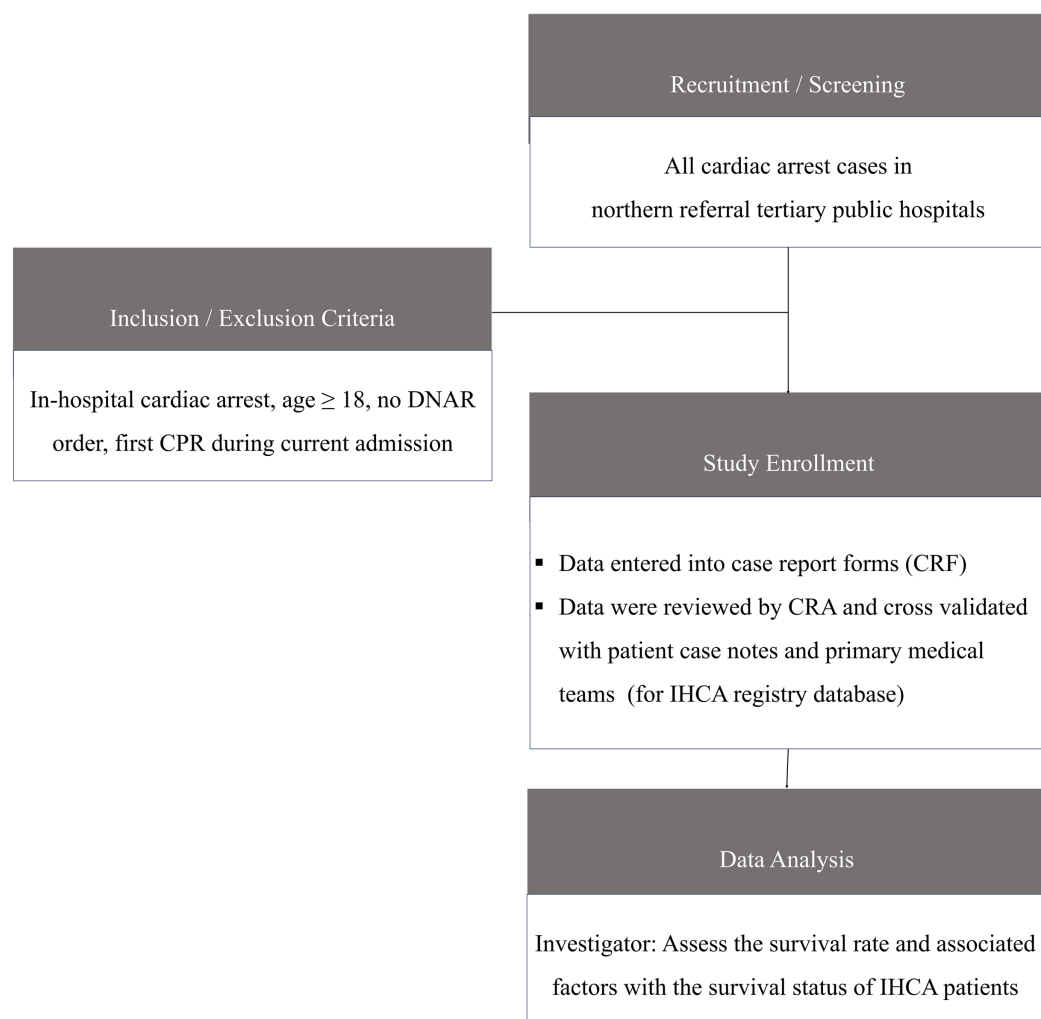 Recruitment / Screening
All cardiac arrest cases in
northern referral tertiary public hospitals
Inclusion / Exclusion Criteria
In-hospital cardiac arrest, age ≥ 18, no DNAR
order, first CPR during current admission
Study Enrollment
▪ Data entered into case report forms (CRF)
▪ Data were reviewed by CRA and cross validated
with patient case notes and primary medical
teams (for IHCA registry database)
Data Analysis
Investigator: Assess the survival rate and associated
factors with the survival status of IHCA patients